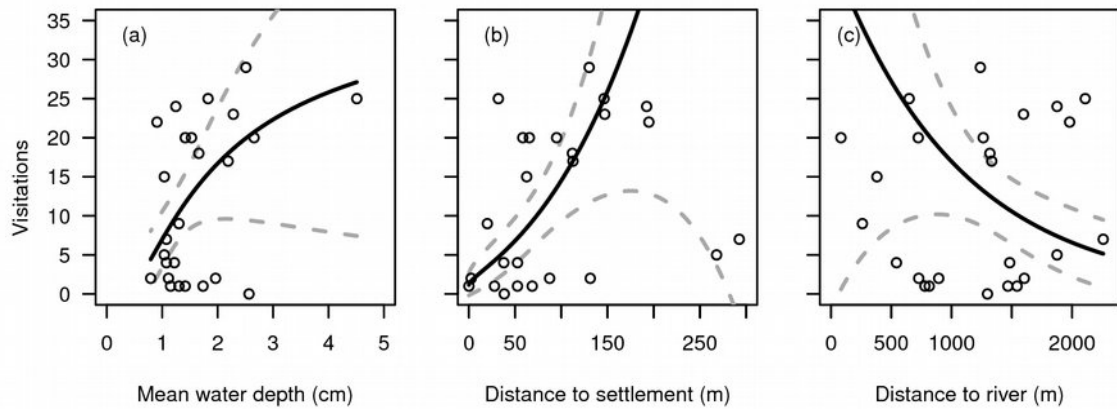 35
30
25
20
15
10
5
0
Visitations
(a)
0 1 2 3 4 5
Mean water depth (cm)
(b)
0 50 150 250
Distance to settlement (m)
(c)
0 500 1000 2000
Distance to river (m)